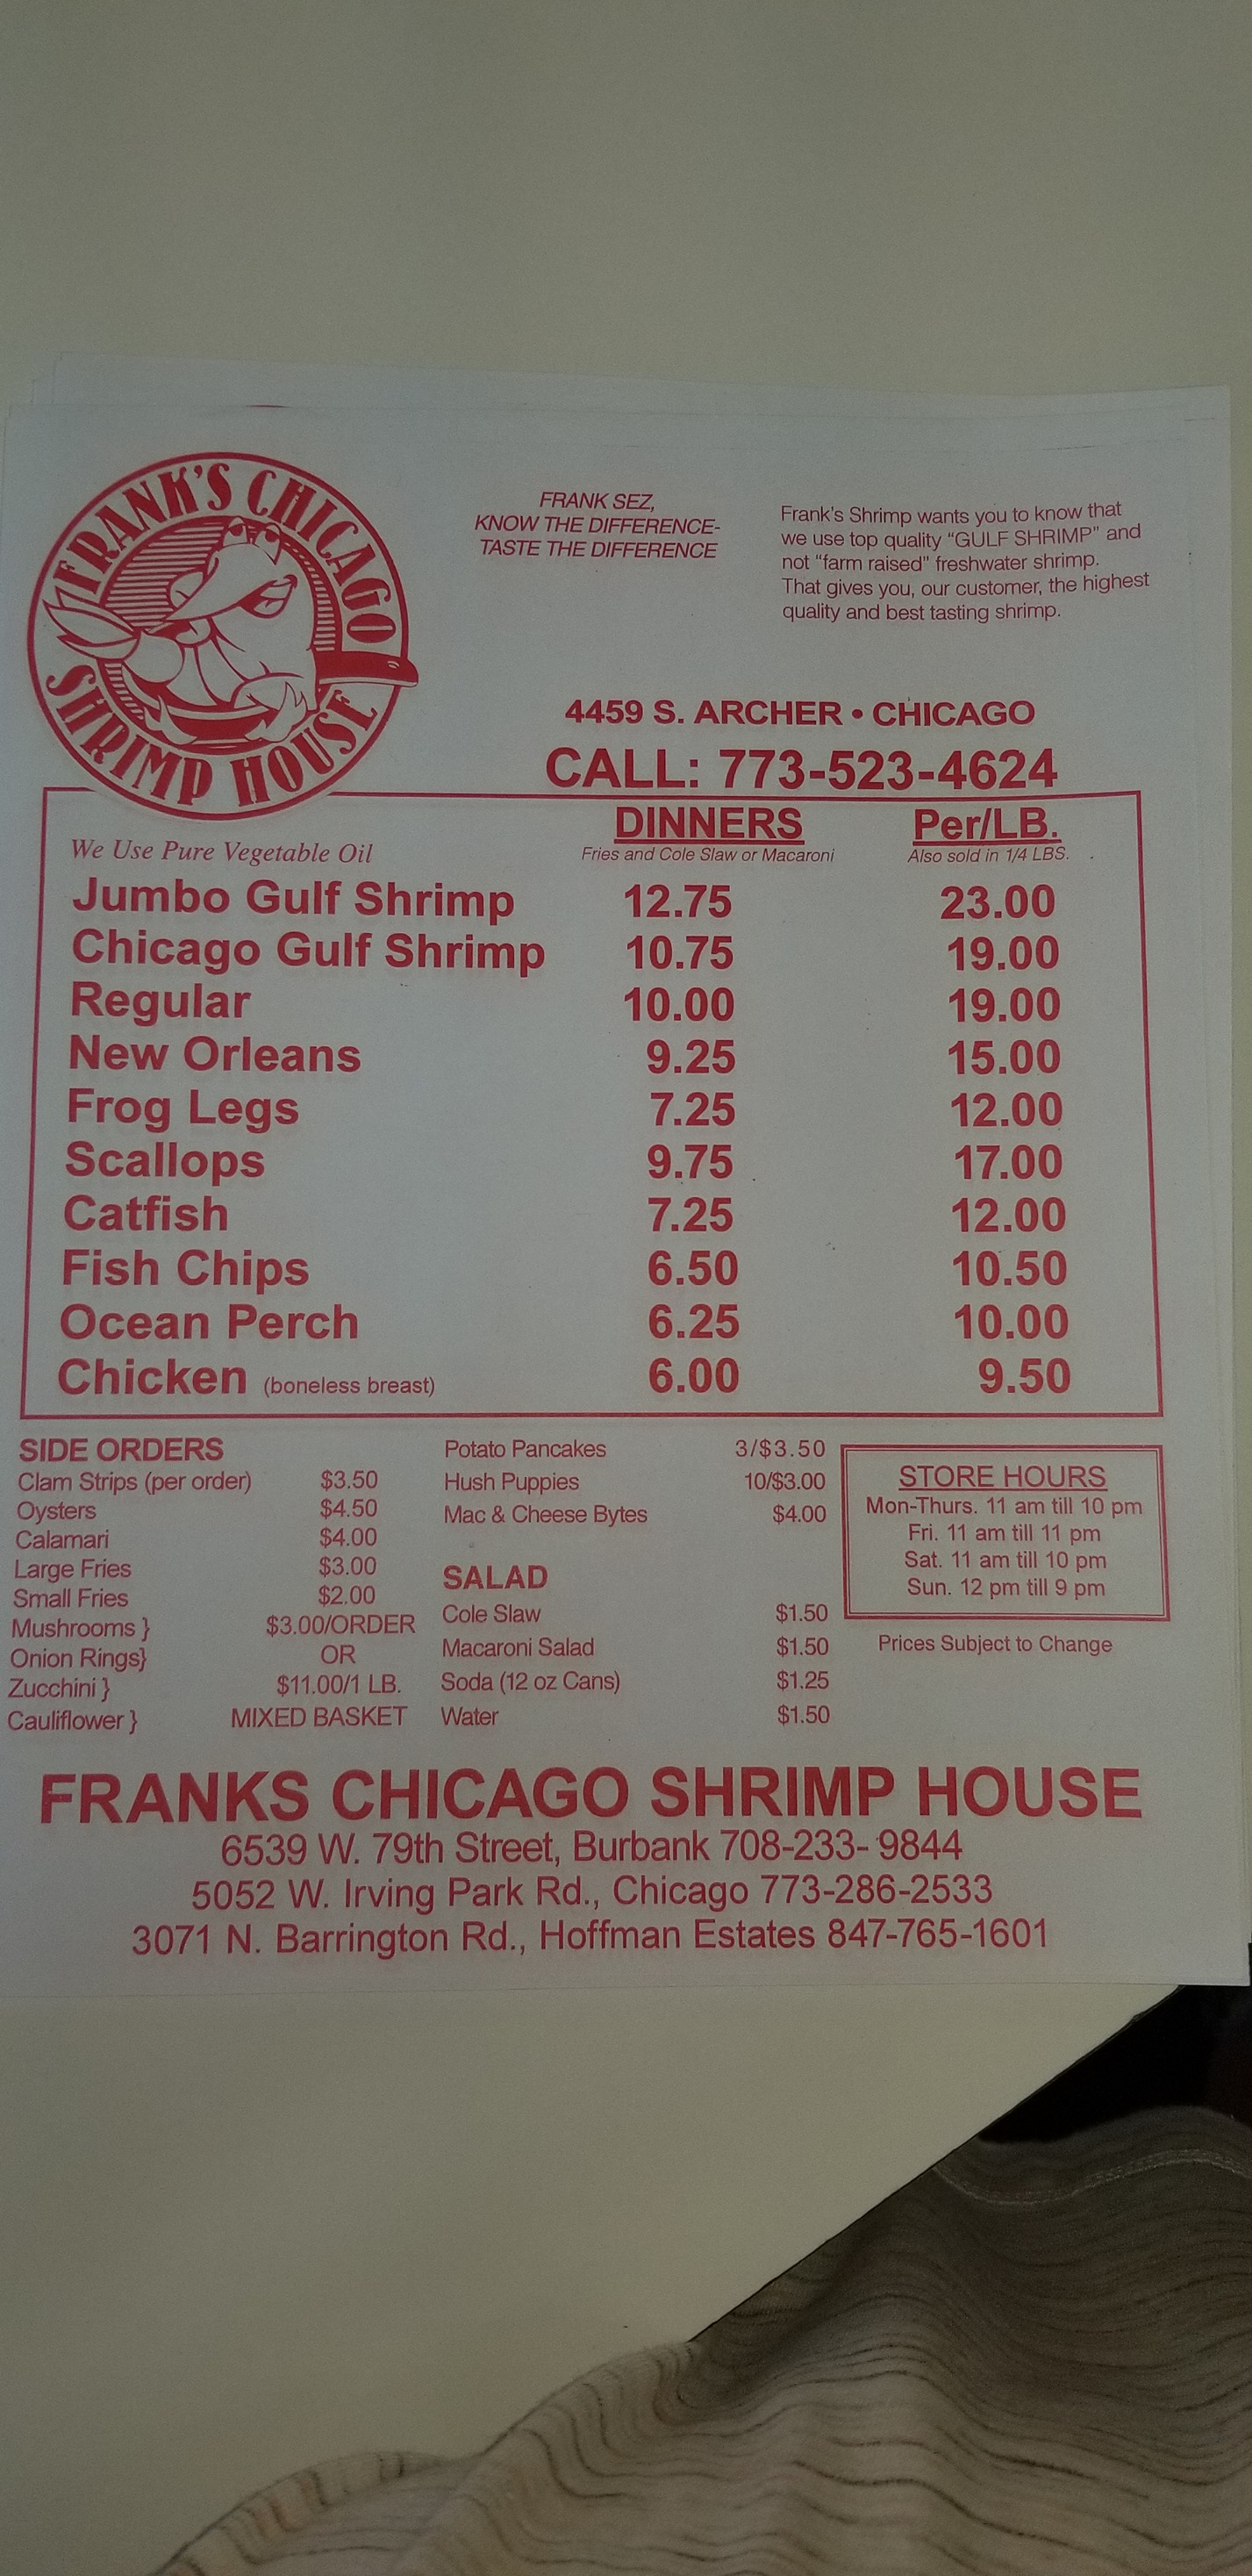 FRANK'S CHICAGO
SHRIMP HOUSE
FRANK SEZ,
KNOW THE DIFFERENCE-
TASTE THE DIFFERENCE
Frank's Shrimp wants you to know that
we use top quality "GULF SHRIMP" and
not "farm raised" freshwater shrimp.
That gives you, our customer, the highest
quality and best tasting shrimp.
4459 S. ARCHER • CHICAGO
CALL: 773-523-4624
DINNERS Per/LB.
We Use Pure Vegetable Oil Fries and Cole Slaw or Macaroni Also sold in 1/4 LBS.
Jumbo Gulf Shrimp 12.75 23.00
Chicago Gulf Shrimp 10.75 19.00
Regular 10.00 19.00
New Orleans 9.25 15.00
Frog Legs 7.25 12.00
Scallops 9.75 17.00
Catfish 7.25 12.00
Fish Chips 6.50 10.50
Ocean Perch 6.25 10.00
Chicken (boneless breast) 6.00 9.50
SIDE ORDERS
Clam Strips (per order) $3.50
Oysters $4.50
Calamari $4.00
Large Fries $3.00
Small Fries $2.00
Mushrooms } $3.00/ORDER
Onion Rings} OR
Zucchini } $11.00/1 LB.
Cauliflower } MIXED BASKET
Potato Pancakes 3/$3.50
Hush Puppies 10/$3.00
Mac & Cheese Bytes $4.00
SALAD
Cole Slaw $1.50
Macaroni Salad $1.50
Soda (12 oz Cans) $1.25
Water $1.50
STORE HOURS
Mon-Thurs. 11 am till 10 pm
Fri. 11 am till 11 pm
Sat. 11 am till 10 pm
Sun. 12 pm till 9 pm
Prices Subject to Change
FRANKS CHICAGO SHRIMP HOUSE
6539 W. 79th Street, Burbank 708-233- 9844
5052 W. Irving Park Rd., Chicago 773-286-2533
3071 N. Barrington Rd., Hoffman Estates 847-765-1601